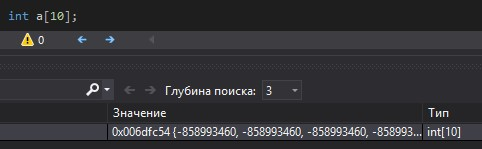 int a[10];
0
Глубина поиска: 3
Значение Тип
0x006dfc54 {-858993460, -858993460, -858993460, -858993... int[10]